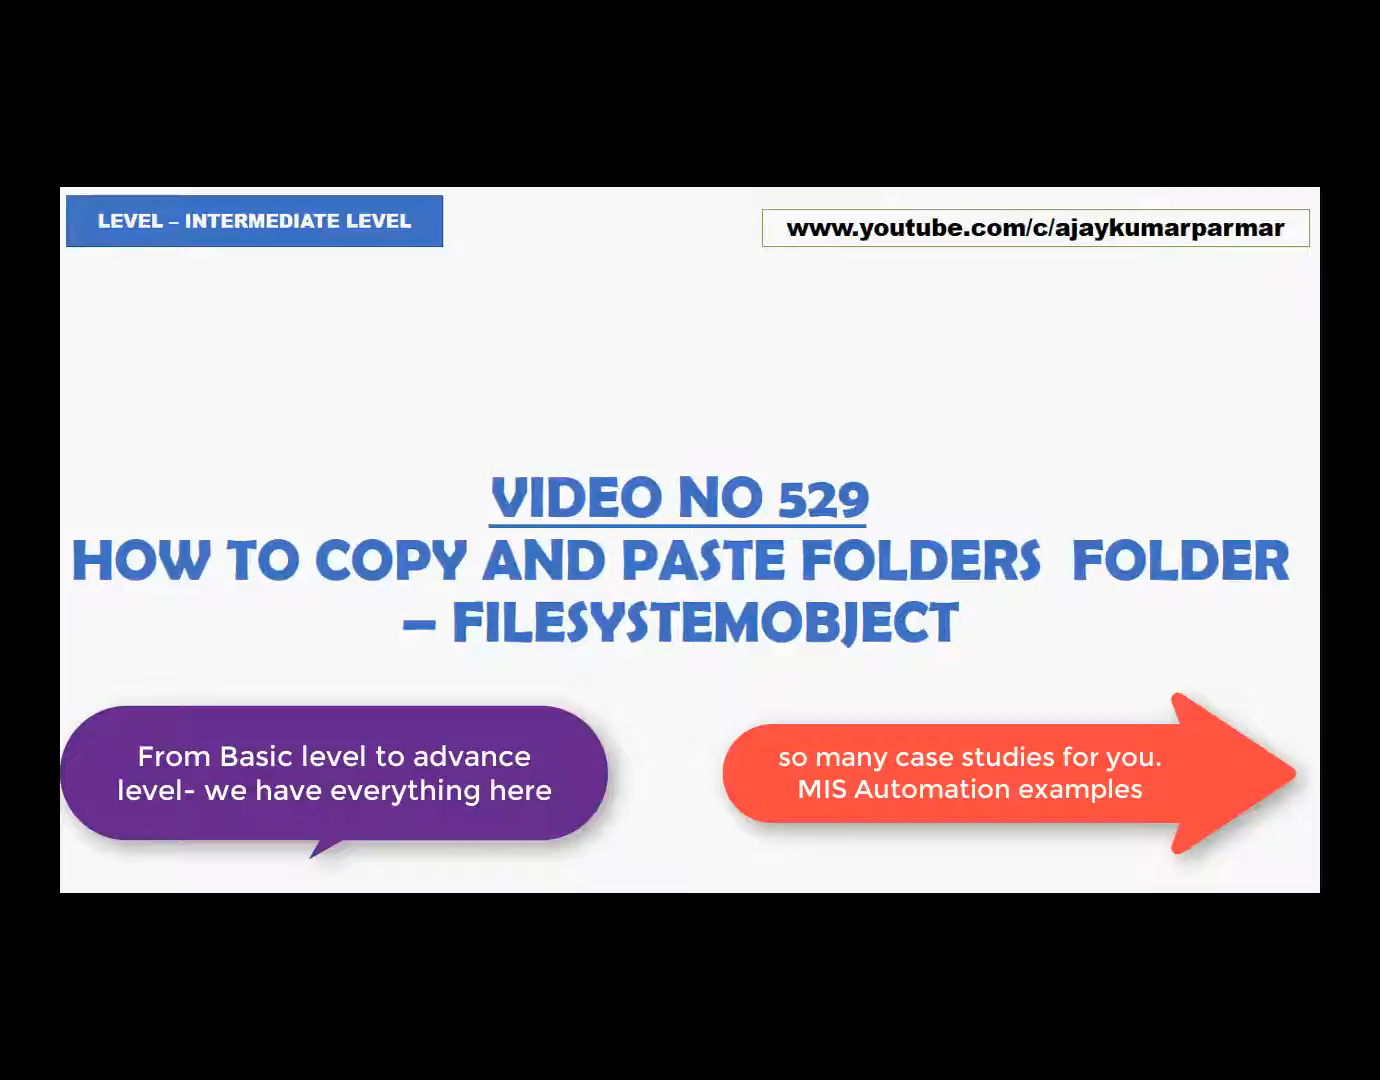 LEVEL – INTERMEDIATE LEVEL
www.youtube.com/c/ajaykumarparmar
VIDEO NO 529
HOW TO COPY AND PASTE FOLDERS  FOLDER
– FILESYSTEMOBJECT
From Basic level to advance
level- we have everything here
so many case studies for you.
MIS Automation examples